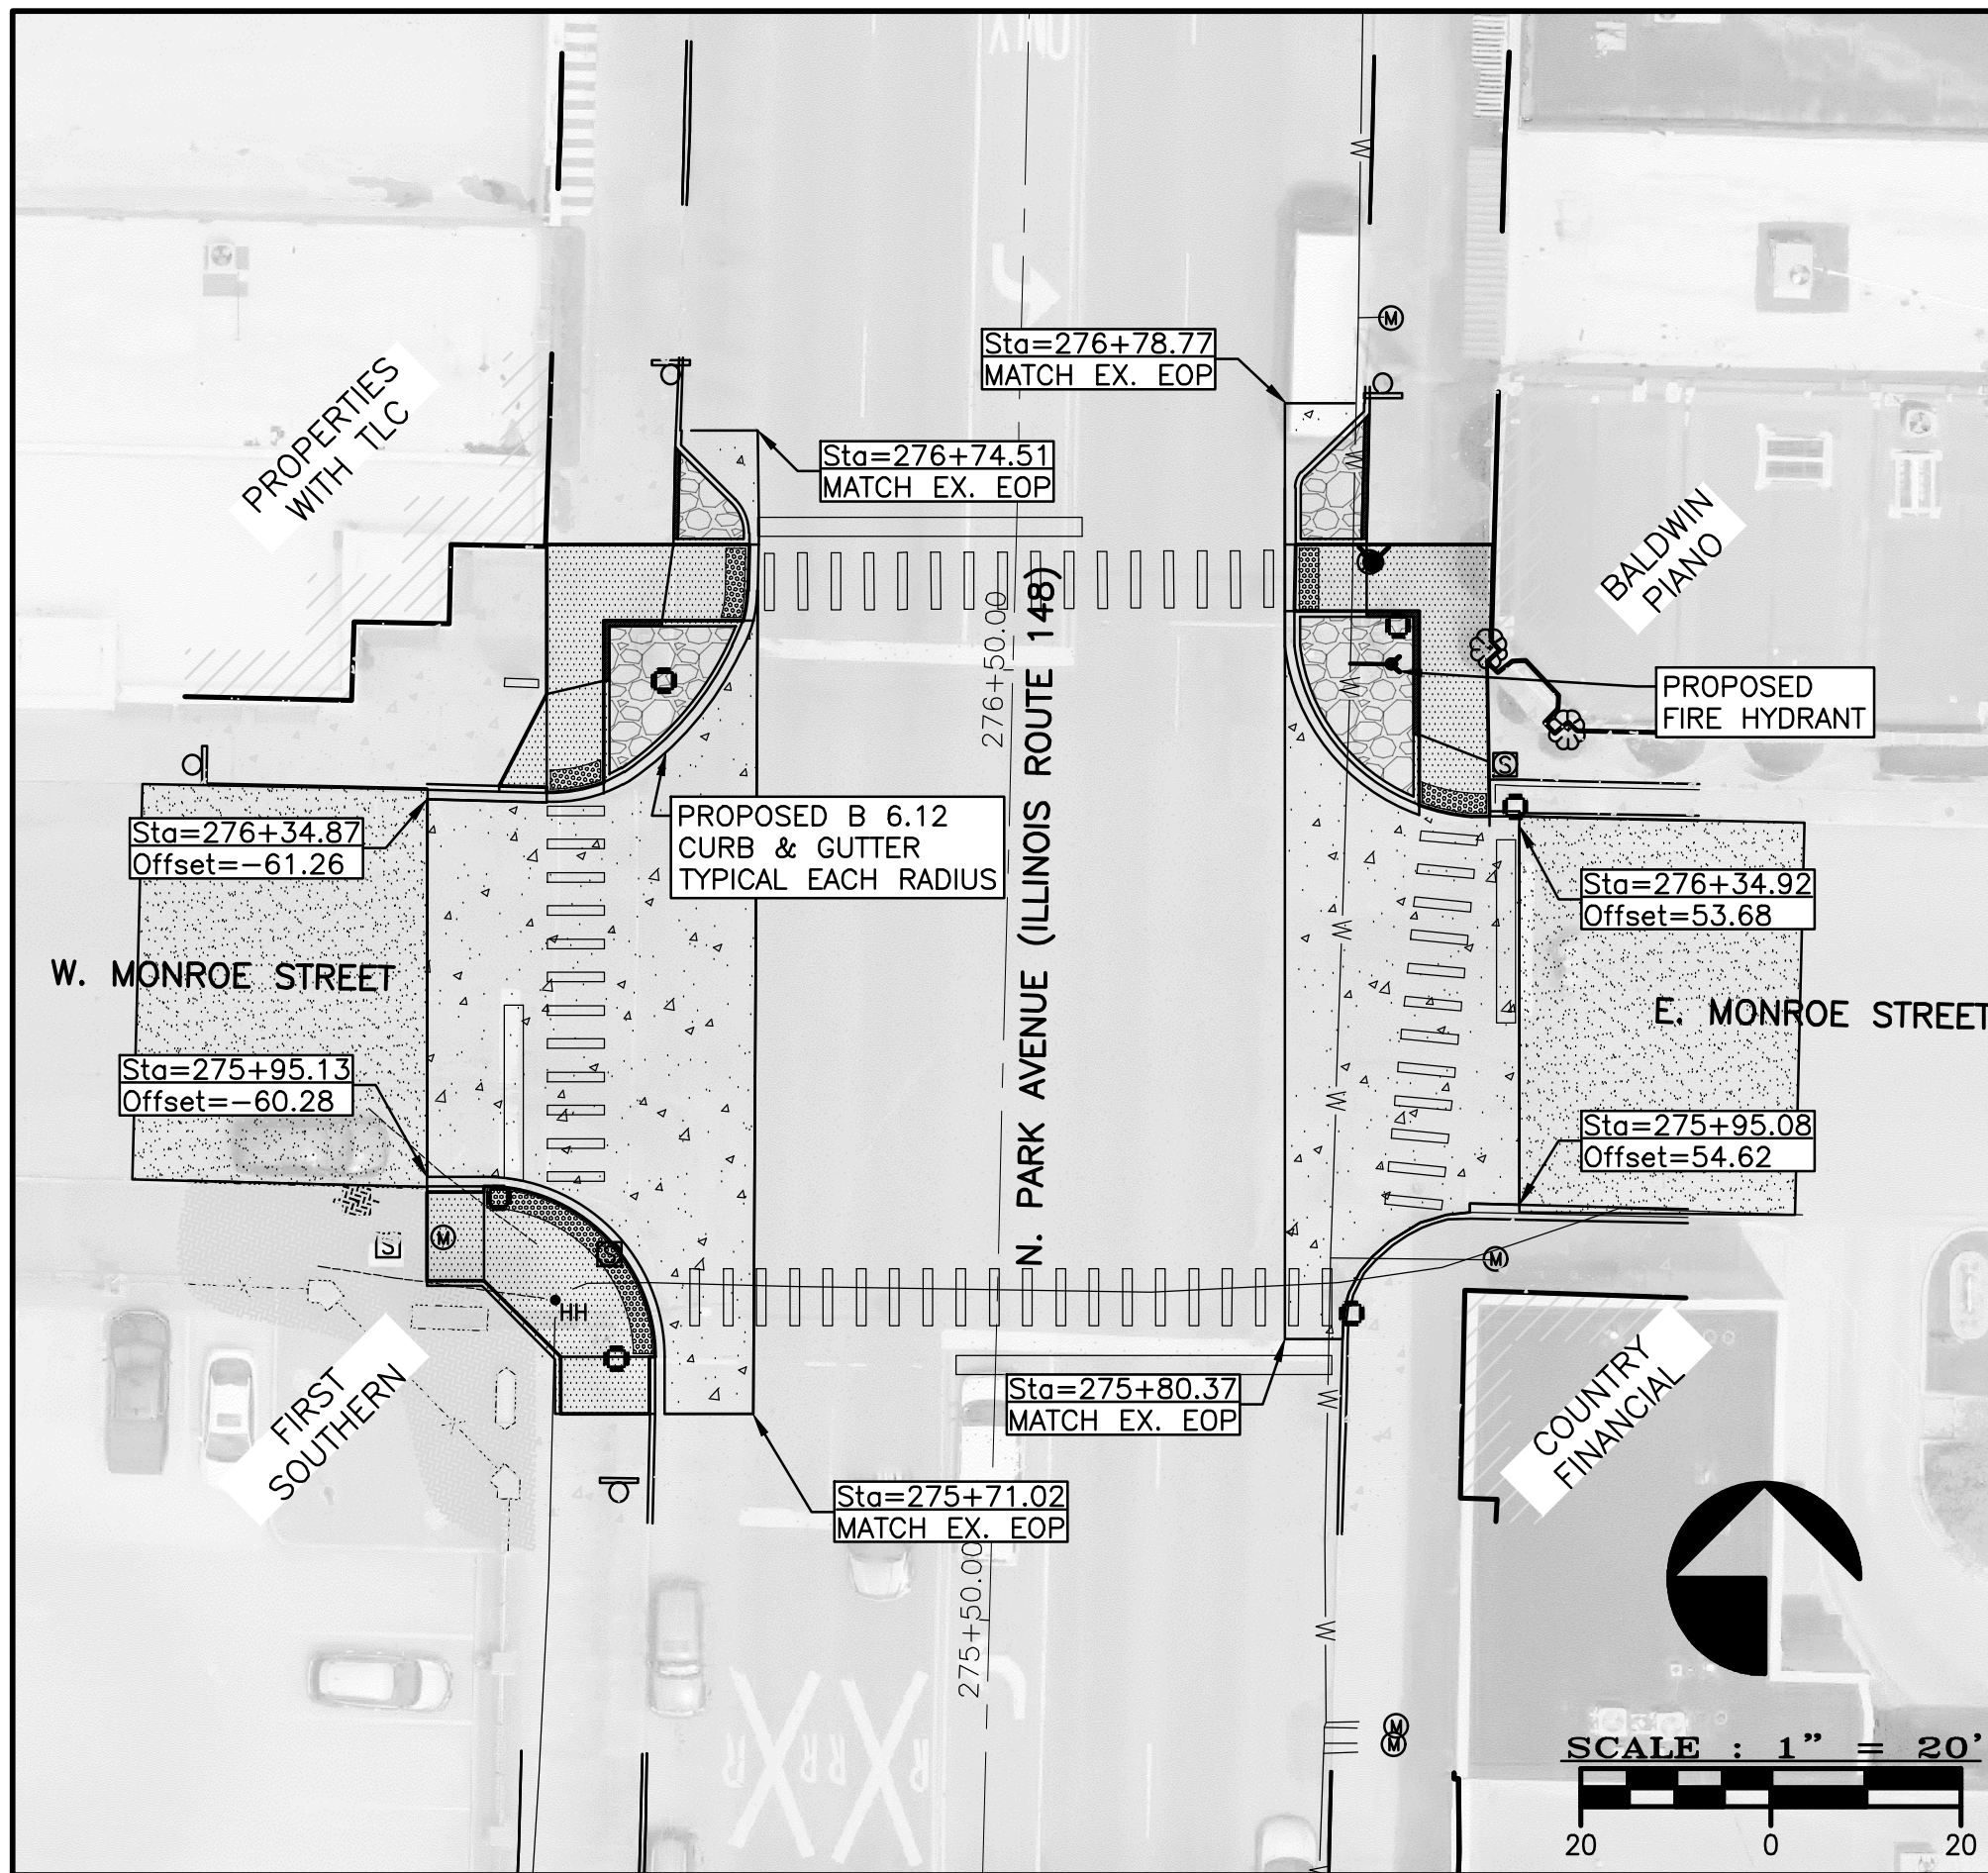 ONLY
Sta=276+78.77
MATCH EX. EOP
PROPERTIES
WITH TLC
Sta=276+74.51
MATCH EX. EOP
BALDWIN
PIANO
276+50.00
N. PARK AVENUE (ILLINOIS ROUTE 148)
PROPOSED
FIRE HYDRANT
PROPOSED B 6.12
CURB & GUTTER
TYPICAL EACH RADIUS
Sta=276+34.87
Offset=-61.26
Sta=276+34.92
Offset=53.68
W. MONROE STREET
E. MONROE STREET
Sta=275+95.13
Offset=-60.28
Sta=275+95.08
Offset=54.62
W
W
W
W
W
W
W
W
M
S
S
M
M
HH
FIRST
SOUTHERN
COUNTRY
FINANCIAL
Sta=275+80.37
MATCH EX. EOP
Sta=275+71.02
MATCH EX. EOP
275+50.00
R R R R
M
M
SCALE : 1" = 20'
20 0 20